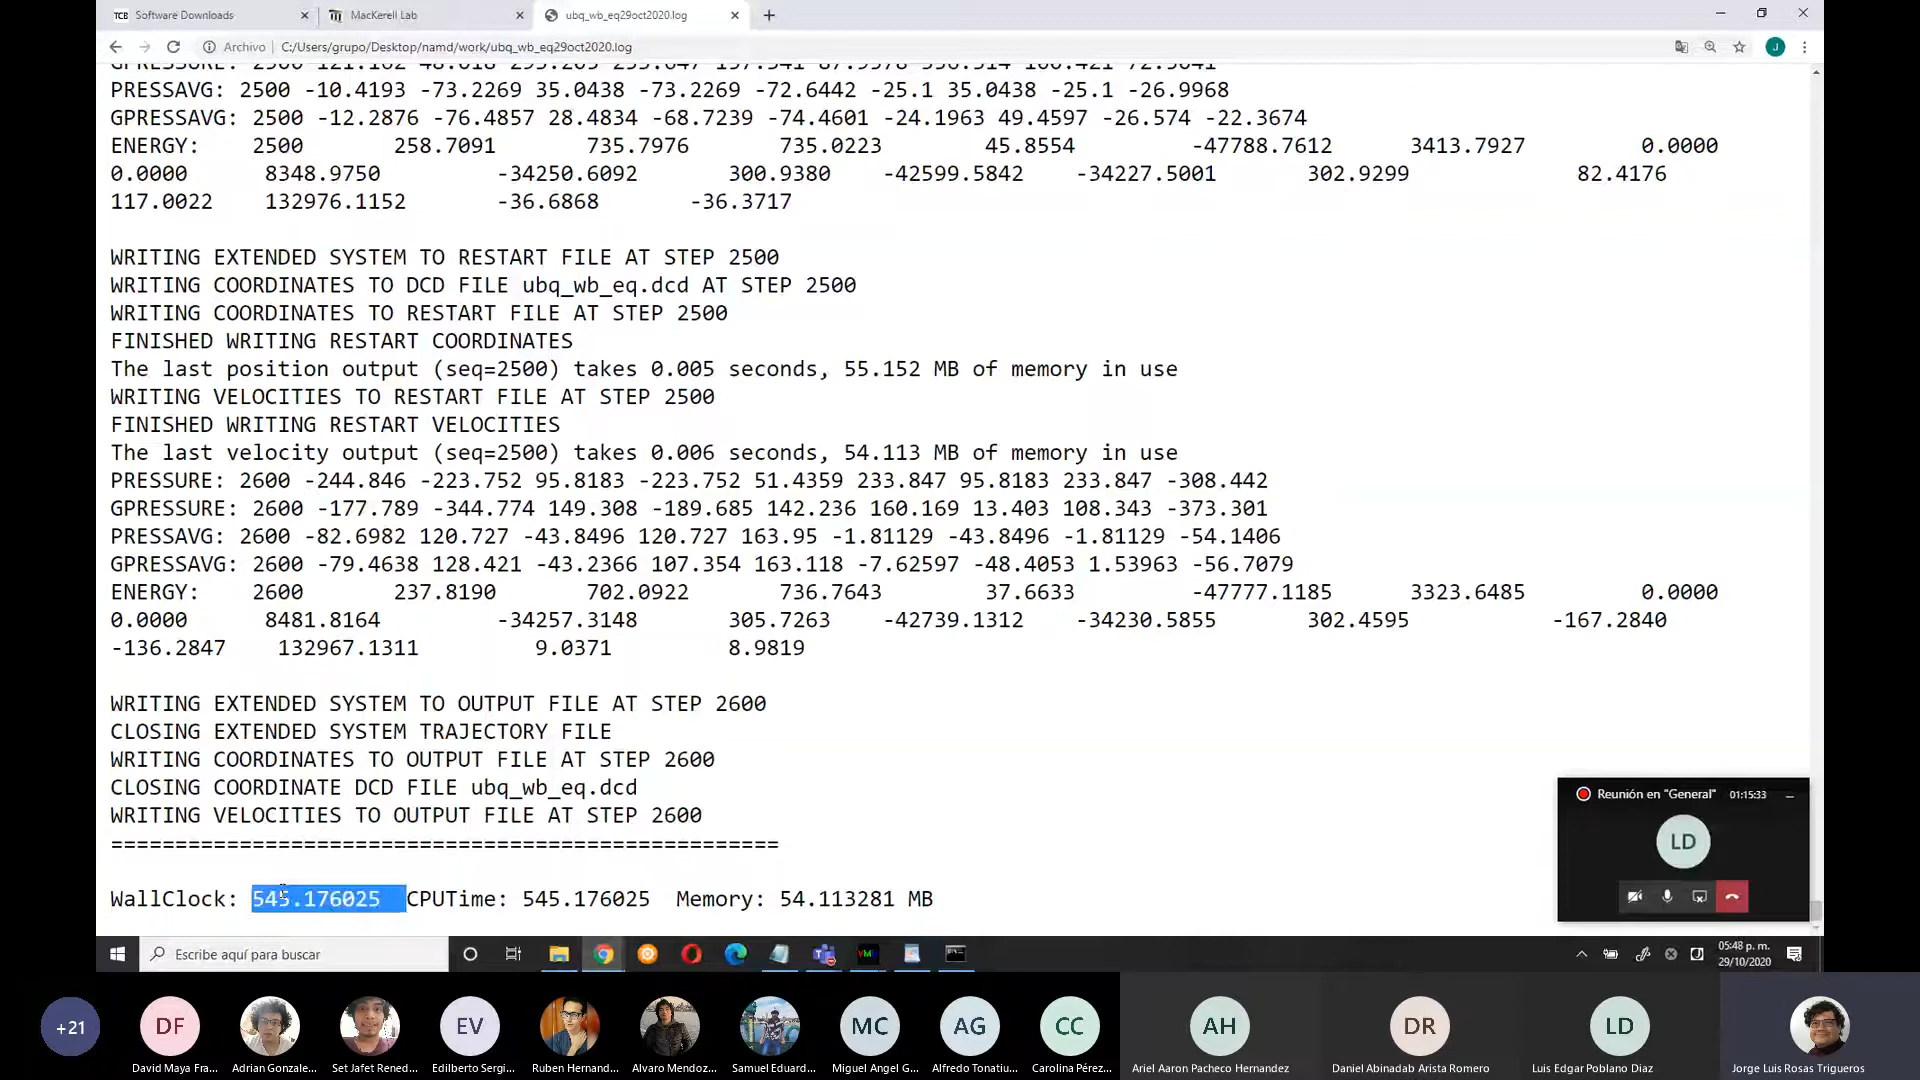 TCB Software Downloads
MacKerell Lab
ubq_wb_eq29oct2020.log
Archivo
C:/Users/grupo/Desktop/namd/work/ubq_wb_eq29oct2020.log
J
PRESSAVG: 2500 -10.4193 -73.2269 35.0438 -73.2269 -72.6442 -25.1 35.0438 -25.1 -26.9968
GPRESSAVG: 2500 -12.2876 -76.4857 28.4834 -68.7239 -74.4601 -24.1963 49.4597 -26.574 -22.3674
ENERGY: 2500 258.7091 735.7976 735.0223 45.8554 -47788.7612 3413.7927 0.0000
0.0000 8348.9750 -34250.6092 300.9380 -42599.5842 -34227.5001 302.9299 82.4176
117.0022 132976.1152 -36.6868 -36.3717
WRITING EXTENDED SYSTEM TO RESTART FILE AT STEP 2500
WRITING COORDINATES TO DCD FILE ubq_wb_eq.dcd AT STEP 2500
WRITING COORDINATES TO RESTART FILE AT STEP 2500
FINISHED WRITING RESTART COORDINATES
The last position output (seq=2500) takes 0.005 seconds, 55.152 MB of memory in use
WRITING VELOCITIES TO RESTART FILE AT STEP 2500
FINISHED WRITING RESTART VELOCITIES
The last velocity output (seq=2500) takes 0.006 seconds, 54.113 MB of memory in use
PRESSURE: 2600 -244.846 -223.752 95.8183 -223.752 51.4359 233.847 95.8183 233.847 -308.442
GPRESSURE: 2600 -177.789 -344.774 149.308 -189.685 142.236 160.169 13.403 108.343 -373.301
PRESSAVG: 2600 -82.6982 120.727 -43.8496 120.727 163.95 -1.81129 -43.8496 -1.81129 -54.1406
GPRESSAVG: 2600 -79.4638 128.421 -43.2366 107.354 163.118 -7.62597 -48.4053 1.53963 -56.7079
ENERGY: 2600 237.8190 702.0922 736.7643 37.6633 -47777.1185 3323.6485 0.0000
0.0000 8481.8164 -34257.3148 305.7263 -42739.1312 -34230.5855 302.4595 -167.2840
-136.2847 132967.1311 9.0371 8.9819
WRITING EXTENDED SYSTEM TO OUTPUT FILE AT STEP 2600
CLOSING EXTENDED SYSTEM TRAJECTORY FILE
WRITING COORDINATES TO OUTPUT FILE AT STEP 2600
CLOSING COORDINATE DCD FILE ubq_wb_eq.dcd
WRITING VELOCITIES TO OUTPUT FILE AT STEP 2600
====================================================
WallClock: 545.176025 CPUTime: 545.176025 Memory: 54.113281 MB
Reunión en "General" 01:15:33
LD
Escribe aquí para buscar
05:48 p. m.
29/10/2020
+21
DF
EV
MC
AG
CC
AH
DR
LD
David Maya Fra...
Adrian Gonzale...
Set Jafet Rened...
Edilberto Sergi...
Ruben Hernand...
Alvaro Mendoz...
Samuel Eduard...
Miguel Angel G...
Alfredo Tonatiu...
Carolina Pérez...
Ariel Aaron Pacheco Hernandez
Daniel Abinadab Arista Romero
Luis Edgar Poblano Diaz
Jorge Luis Rosas Trigueros